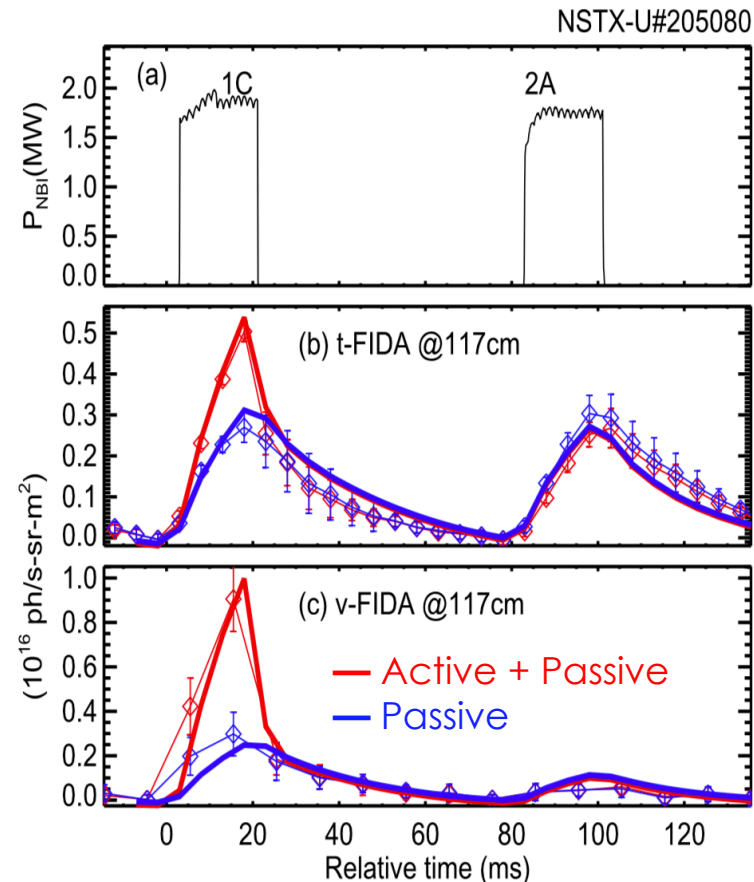 NSTX-U#205080
(a)
1C
2A
2.0
1.5
1.0
0.5
0.0
P_NBI(MW)
(b) t-FIDA @117cm
0.5
0.4
0.3
0.2
0.1
0.0
(10^16 ph/s-sr-m^2)
(c) v-FIDA @117cm
1.0
0.8
0.6
0.4
0.2
0.0
Active + Passive
Passive
0 20 40 60 80 100 120
Relative time (ms)